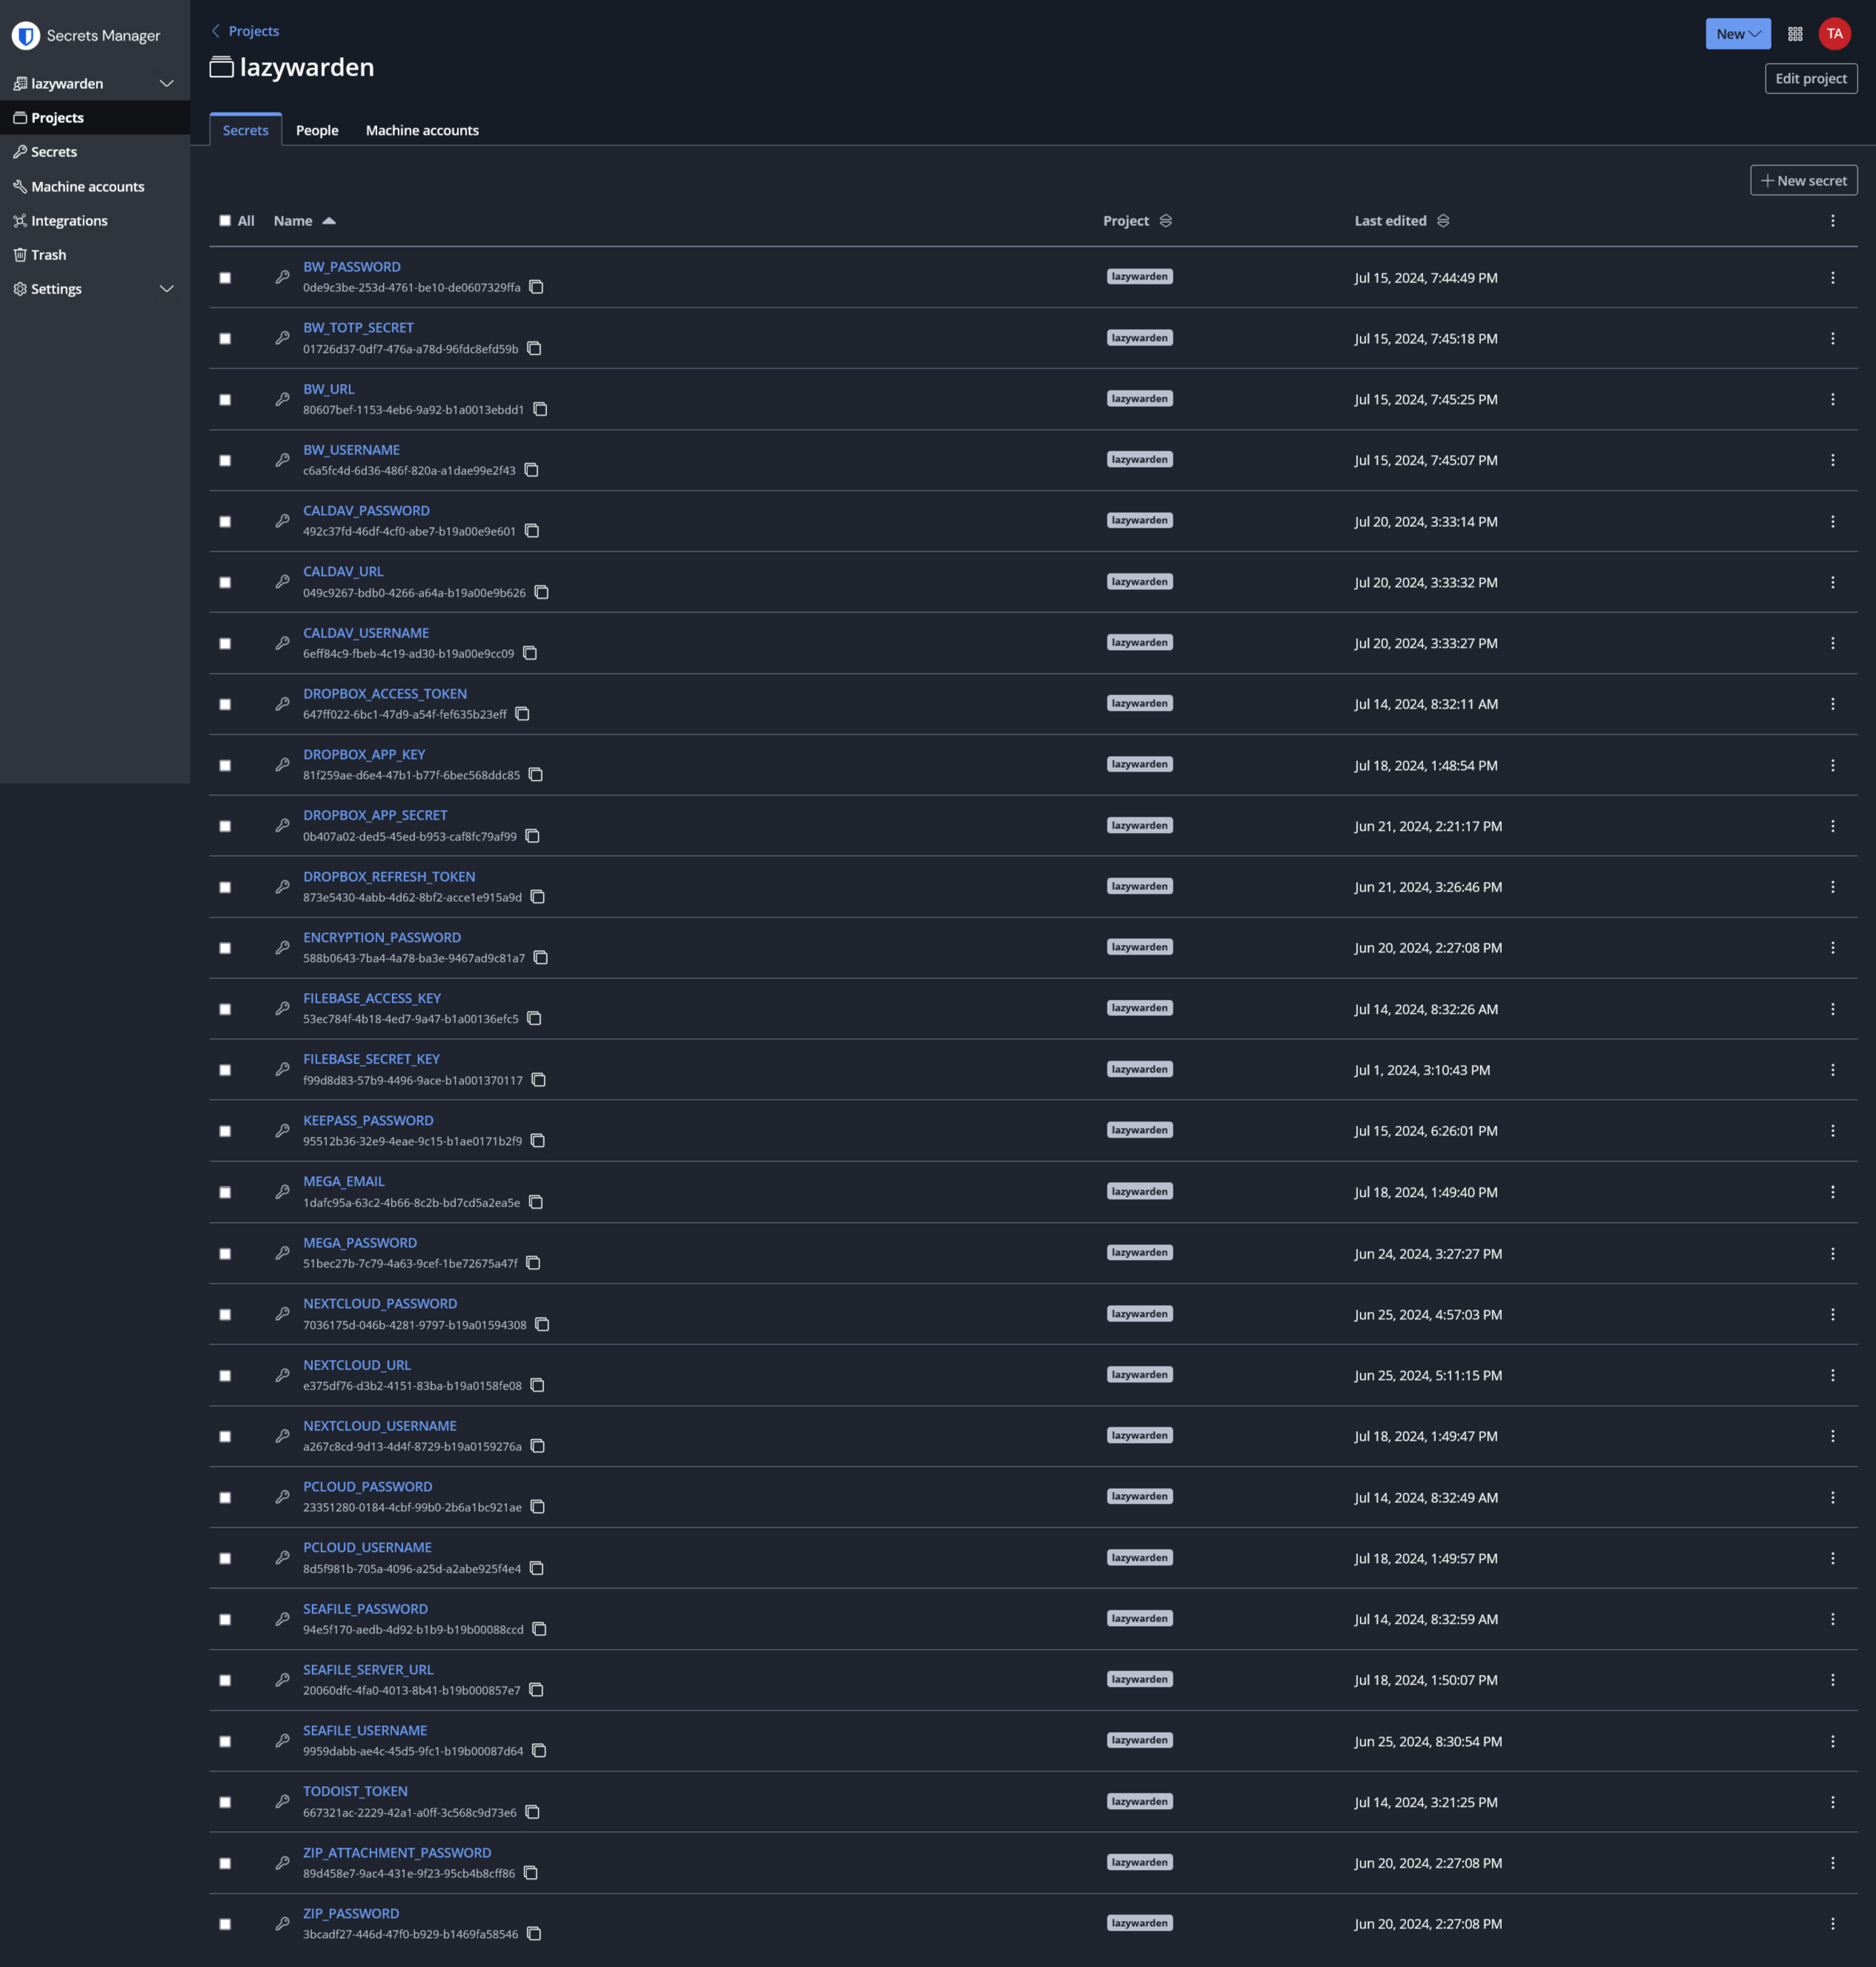 Secrets Manager
lazywarden
Projects
Secrets
Machine accounts
Integrations
Trash
Settings
Projects
New
TA
lazywarden
Edit project
Secrets People Machine accounts
New secret
All Name Project Last edited
BW_PASSWORD
0de9c3be-253d-4761-be10-de0607329ffa
lazywarden Jul 15, 2024, 7:44:49 PM
BW_TOTP_SECRET
01726d37-0df7-476a-a78d-96fdc8efd59b
lazywarden Jul 15, 2024, 7:45:18 PM
BW_URL
80607bef-1153-4eb6-9a92-b1a0013ebdd1
lazywarden Jul 15, 2024, 7:45:25 PM
BW_USERNAME
c6a5fc4d-6d36-486f-820a-a1dae99e2f43
lazywarden Jul 15, 2024, 7:45:07 PM
CALDAV_PASSWORD
492c37fd-46df-4cf0-abe7-b19a00e9e601
lazywarden Jul 20, 2024, 3:33:14 PM
CALDAV_URL
049c9267-bdb0-4266-a64a-b19a00e9b626
lazywarden Jul 20, 2024, 3:33:32 PM
CALDAV_USERNAME
6eff84c9-fbeb-4c19-ad30-b19a00e9cc09
lazywarden Jul 20, 2024, 3:33:27 PM
DROPBOX_ACCESS_TOKEN
647ff022-6bc1-47d9-a54f-fef635b23eff
lazywarden Jul 14, 2024, 8:32:11 AM
DROPBOX_APP_KEY
81f259ae-d6e4-47b1-b77f-6bec568ddc85
lazywarden Jul 18, 2024, 1:48:54 PM
DROPBOX_APP_SECRET
0b407a02-ded5-45ed-b953-caf8fc79af99
lazywarden Jun 21, 2024, 2:21:17 PM
DROPBOX_REFRESH_TOKEN
873e5430-4abb-4d62-8bf2-acce1e915a9d
lazywarden Jun 21, 2024, 3:26:46 PM
ENCRYPTION_PASSWORD
588b0643-7ba4-4a78-ba3e-9467ad9c81a7
lazywarden Jun 20, 2024, 2:27:08 PM
FILEBASE_ACCESS_KEY
53ec784f-4b18-4ed7-9a47-b1a00136efc5
lazywarden Jul 14, 2024, 8:32:26 AM
FILEBASE_SECRET_KEY
f99d8d83-57b9-4496-9ace-b1a001370117
lazywarden Jul 1, 2024, 3:10:43 PM
KEEPASS_PASSWORD
95512b36-32e9-4eae-9c15-b1ae0171b2f9
lazywarden Jul 15, 2024, 6:26:01 PM
MEGA_EMAIL
1dafc95a-63c2-4b66-8c2b-bd7cd5a2ea5e
lazywarden Jul 18, 2024, 1:49:40 PM
MEGA_PASSWORD
51bec27b-7c79-4a63-9cef-1be72675a47f
lazywarden Jun 24, 2024, 3:27:27 PM
NEXTCLOUD_PASSWORD
7036175d-046b-4281-9797-b19a01594308
lazywarden Jun 25, 2024, 4:57:03 PM
NEXTCLOUD_URL
e375df76-d3b2-4151-83ba-b19a0158fe08
lazywarden Jun 25, 2024, 5:11:15 PM
NEXTCLOUD_USERNAME
a267c8cd-9d13-4d4f-8729-b19a0159276a
lazywarden Jul 18, 2024, 1:49:47 PM
PCLOUD_PASSWORD
23351280-0184-4cbf-99b0-2b6a1bc921ae
lazywarden Jul 14, 2024, 8:32:49 AM
PCLOUD_USERNAME
8d5f981b-705a-4096-a25d-a2abe925f4e4
lazywarden Jul 18, 2024, 1:49:57 PM
SEAFILE_PASSWORD
94e5f170-aedb-4d92-b1b9-b19b00088ccd
lazywarden Jul 14, 2024, 8:32:59 AM
SEAFILE_SERVER_URL
20060dfc-4fa0-4013-8b41-b19b000857e7
lazywarden Jul 18, 2024, 1:50:07 PM
SEAFILE_USERNAME
9959dabb-ae4c-45d5-9fc1-b19b00087d64
lazywarden Jun 25, 2024, 8:30:54 PM
TODOIST_TOKEN
667321ac-2229-42a1-a0ff-3c568c9d73e6
lazywarden Jul 14, 2024, 3:21:25 PM
ZIP_ATTACHMENT_PASSWORD
89d458e7-9ac4-431e-9f23-95cb4b8cff86
lazywarden Jun 20, 2024, 2:27:08 PM
ZIP_PASSWORD
3bcadf27-446d-47f0-b929-b1469fa58546
lazywarden Jun 20, 2024, 2:27:08 PM